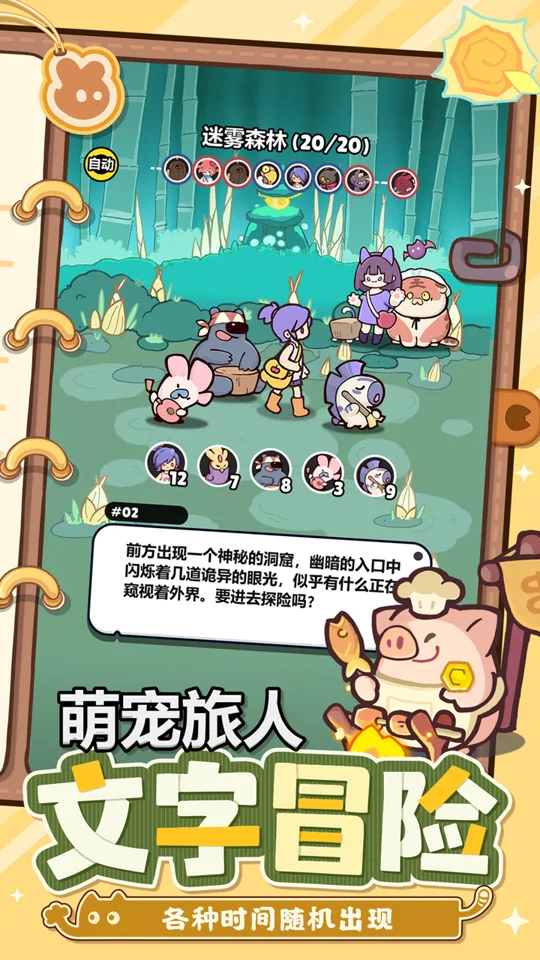 迷雾森林 (20/20)
自动
12
7
8
3
9
#02
前方出现一个神秘的洞窟，幽暗的入口中
闪烁着几道诡异的眼光，似乎有什么正在
窥视着外界。要进去探险吗？
萌宠旅人
文字冒险
各种时间随机出现